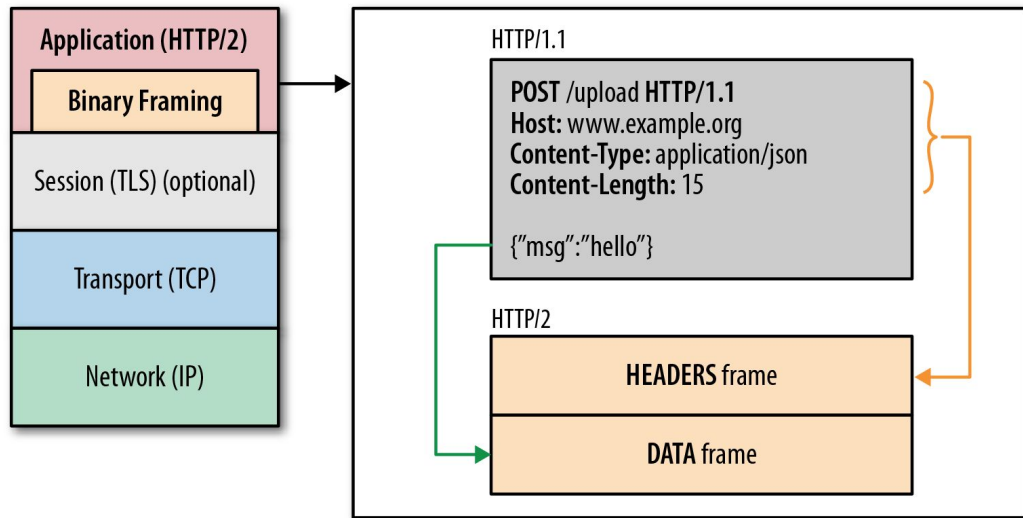 Application (HTTP/2)
Binary Framing
Session (TLS) (optional)
Transport (TCP)
Network (IP)
HTTP/1.1
POST /upload HTTP/1.1
Host: www.example.org
Content-Type: application/json
Content-Length: 15
{”msg”:”hello”}
HTTP/2
HEADERS frame
DATA frame